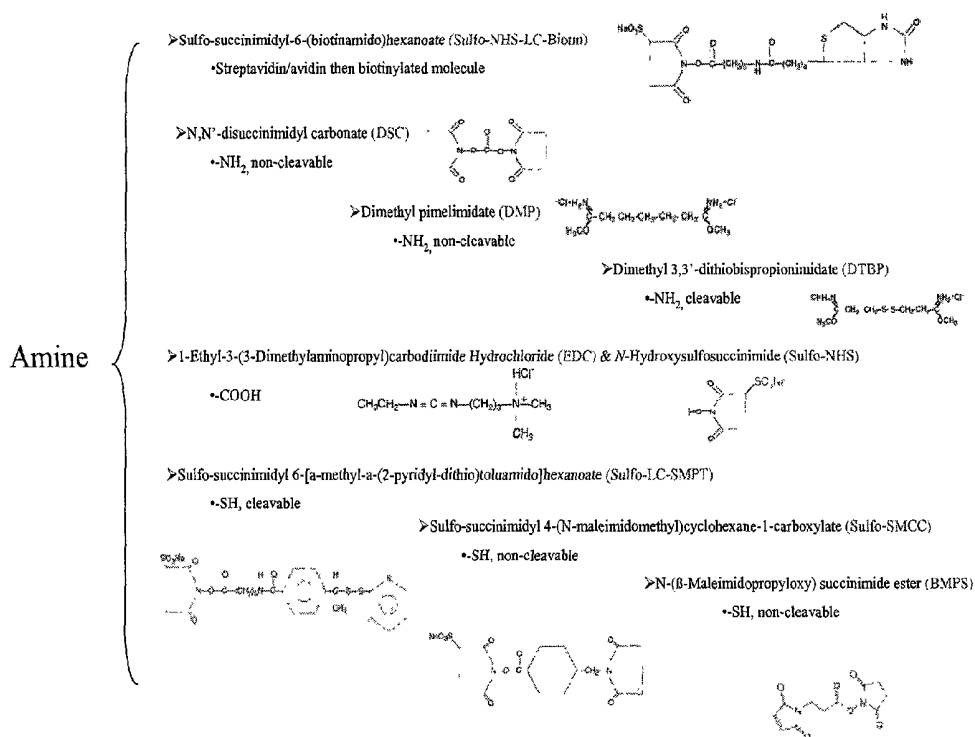 Amine
➢Sulfo-succinimidyl-6-(biotinamido)hexanoate (Sulfo-NHS-LC-Biotin)
•Streptavidin/avidin then biotinylated molecule
➢N,N'-disuccinimidyl carbonate (DSC)
•-NH2, non-cleavable
➢Dimethyl pimelimidate (DMP)
•-NH2, non-cleavable
➢Dimethyl 3,3'-dithiobispropionimidate (DTBP)
•-NH2, cleavable
➢1-Ethyl-3-(3-Dimethylaminopropyl)carbodiimide Hydrochloride (EDC) & N-Hydroxysulfosuccinimide (Sulfo-NHS)
•-COOH
HCl-
CH3CH2—N=C=N—(CH2)3—N+—CH3
CH3
➢Sulfo-succinimidyl 6-[a-methyl-a-(2-pyridyl-dithio)toluamido]hexanoate (Sulfo-LC-SMPT)
•-SH, cleavable
➢Sulfo-succinimidyl 4-(N-maleimidomethyl)cyclohexane-1-carboxylate (Sulfo-SMCC)
•-SH, non-cleavable
➢N-(ß-Maleimidopropyloxy) succinimide ester (BMPS)
•-SH, non-cleavable